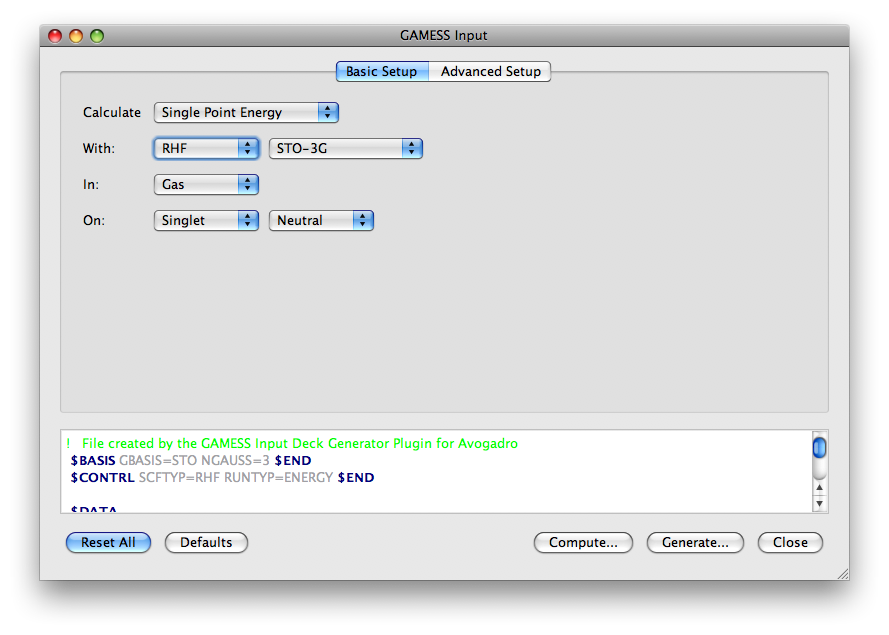 GAMESS Input
Basic Setup Advanced Setup
Calculate Single Point Energy
With: RHF STO-3G
In: Gas
On: Singlet Neutral
! File created by the GAMESS Input Deck Generator Plugin for Avogadro
$BASIS GBASIS=STO NGAUSS=3 $END
$CONTRL SCFTYP=RHF RUNTYP=ENERGY $END
$DATA
Reset All Defaults Compute... Generate... Close